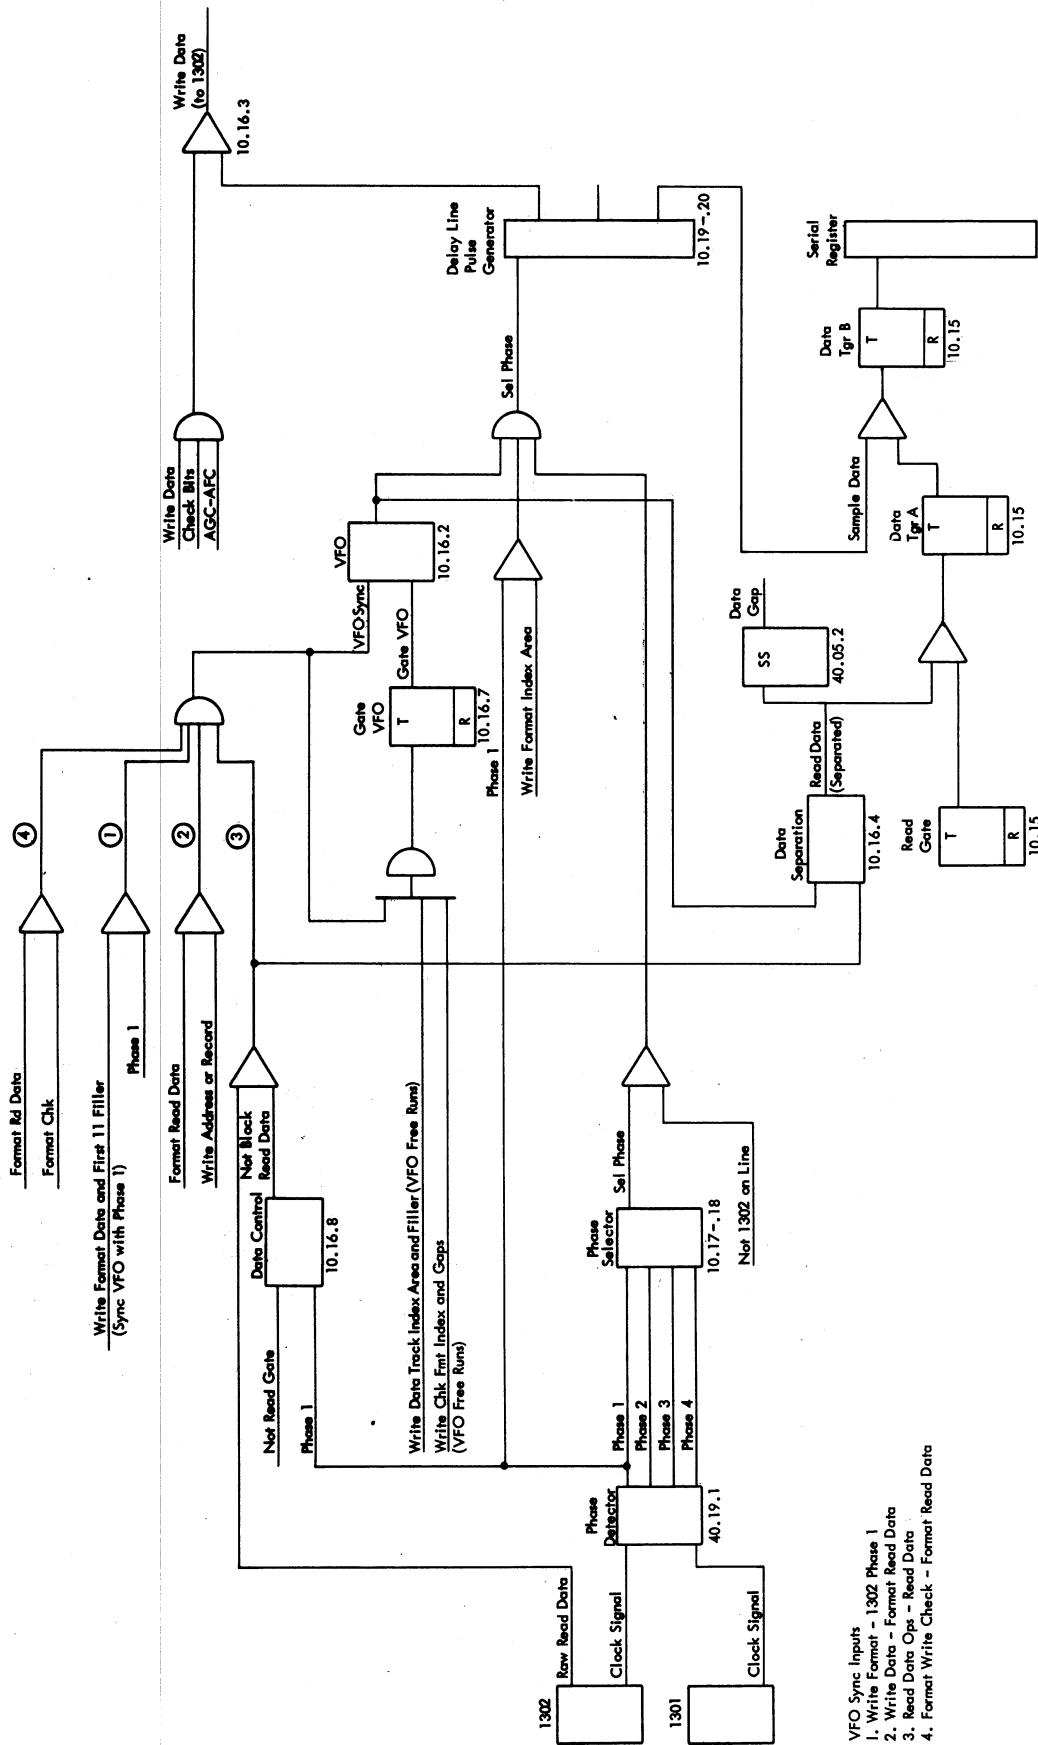 Write Data
(to 1302)
10.16.3
Write Data
Check Bits
AGC-AFC
Delay Line
Pulse
Generator
10.19-.20
Sel Phase
Serial
Register
Data
Tgr B
T
R
10.15
Sample Data
Data
Tgr A
T
R
10.15
VFO
10.16.2
VFO Sync
Gate VFO
Gate
VFO
T
R
10.16.7
Phase 1
Write Format Index Area
Data
Gap
SS
40.05.2
Read Data
(Separated)
Data
Separation
10.16.4
Read
Gate
T
R
10.15
4
1
2
3
Format Rd Data
Format Chk
Write Format Data and First 11 Filler
(Sync VFO with Phase 1)
Phase 1
Format Read Data
Write Address or Record
Not Block
Read Data
Data Control
10.16.8
Not Read Gate
Phase 1
Write Data Track Index Area and Filler (VFO Free Runs)
Write Chk Fmt Index and Gaps
(VFO Free Runs)
Sel Phase
Not 1302 on Line
Phase
Selector
10.17-.18
Phase 1
Phase 2
Phase 3
Phase 4
Phase
Detector
40.19.1
Raw Read Data
Clock Signal
1302
Clock Signal
1301
VFO Sync Inputs
1. Write Format - 1302 Phase 1
2. Write Data - Format Read Data
3. Read Data Ops - Read Data
4. Format Write Check - Format Read Data